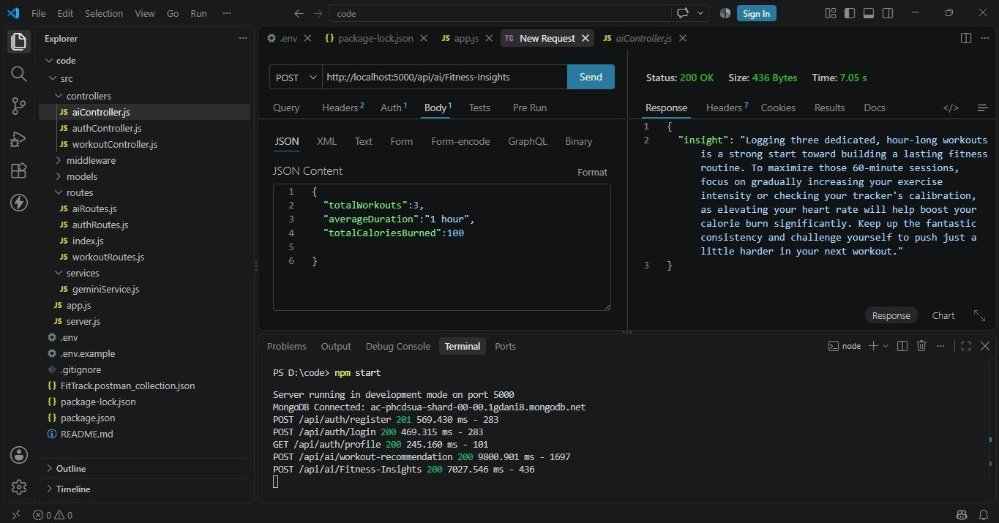 File Edit Selection View Go Run ··· code Sign In
Explorer ···
code
src
controllers
JS aiController.js
JS authController.js
JS workoutController.js
middleware
models
routes
JS aiRoutes.js
JS authRoutes.js
JS index.js
JS workoutRoutes.js
services
JS geminiService.js
JS app.js
JS server.js
.env
.env.example
.gitignore
{} FitTrack.postman_collection.json
{} package-lock.json
{} package.json
README.md
Outline
Timeline
.env {} package-lock.json JS app.js TC New Request JS aiController.js
POST http://localhost:5000/api/ai/Fitness-Insights Send
Query Headers 2 Auth 1 Body 1 Tests Pre Run
JSON XML Text Form Form-encode GraphQL Binary
JSON Content Format
1 {
2 "totalWorkouts":3,
3 "averageDuration":"1 hour",
4 "totalCaloriesBurned":100
5
6 }
Status: 200 OK Size: 436 Bytes Time: 7.05 s
Response Headers 7 Cookies Results Docs </>
1 {
2 "insight": "Logging three dedicated, hour-long workouts
is a strong start toward building a lasting fitness
routine. To maximize those 60-minute sessions,
focus on gradually increasing your exercise
intensity or checking your tracker's calibration,
as elevating your heart rate will help boost your
calorie burn significantly. Keep up the fantastic
consistency and challenge yourself to push just a
little harder in your next workout."
3 }
Response Chart
Problems Output Debug Console Terminal Ports node
PS D:\code> npm start
Server running in development mode on port 5000
MongoDB Connected: ac-phcdsua-shard-00-00.1gdani8.mongodb.net
POST /api/auth/register 201 569.430 ms - 283
POST /api/auth/login 200 469.315 ms - 283
GET /api/auth/profile 200 245.160 ms - 101
POST /api/ai/workout-recommendation 200 9800.901 ms - 1697
POST /api/ai/Fitness-Insights 200 7027.546 ms - 436
0 0